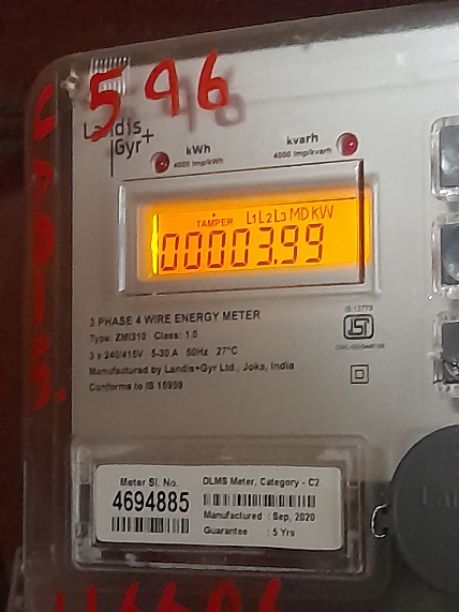 596
Landis
Gyr+
kWh
4000 imp/kWh
kvarh
4000 imp/kvarh
TAMPER L1 L2 L3 MD KW
00003.99
3 PHASE 4 WIRE ENERGY METER
Type: ZMI310 Class: 1.0
3 x 240/415V 5-30 A 50Hz 27°C
Manufactured by Landis+Gyr Ltd., Joka, India
Conforms to IS 15959
IS 13779
Meter Sl. No.
4694885
DLMS Meter, Category - C2
Manufactured : Sep, 2020
Guarantee : 5 Yrs